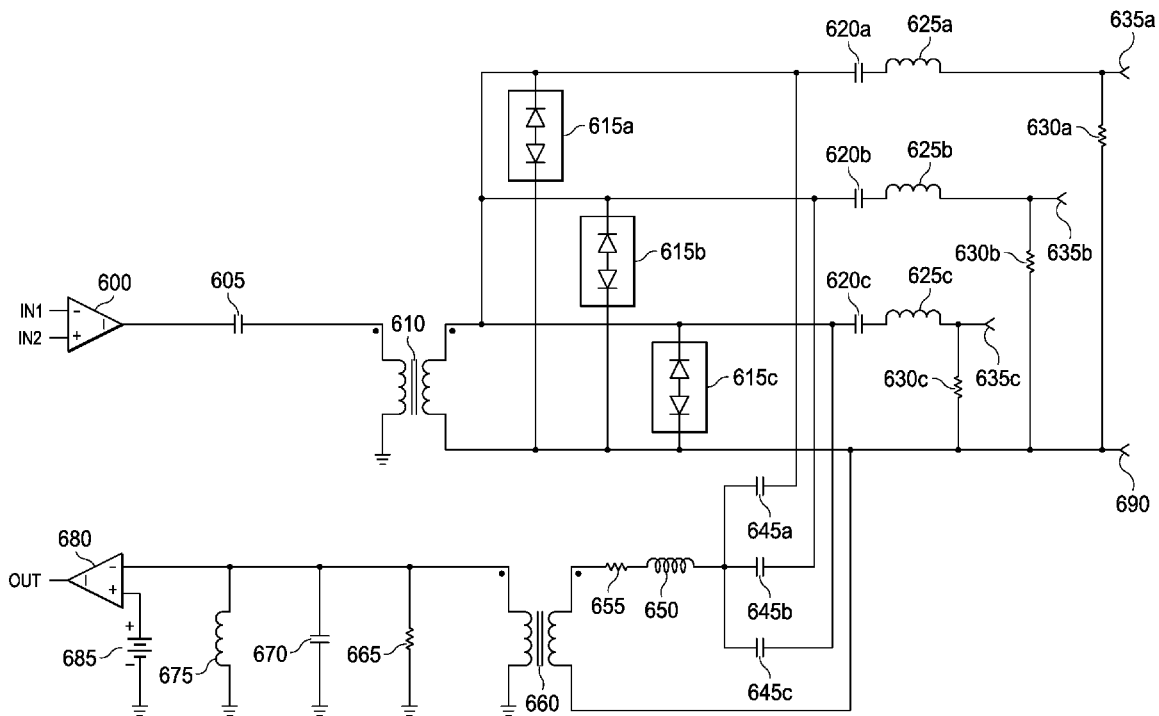 620a 625a 635a
615a 630a
620b 625b
635b
615b 630b
600 605 620c 625c
IN1 -
IN2 +
610
615c 630c 635c
690
645a
680
OUT -
+
655 650 645b
+
685 -
675 670 665 660 645c